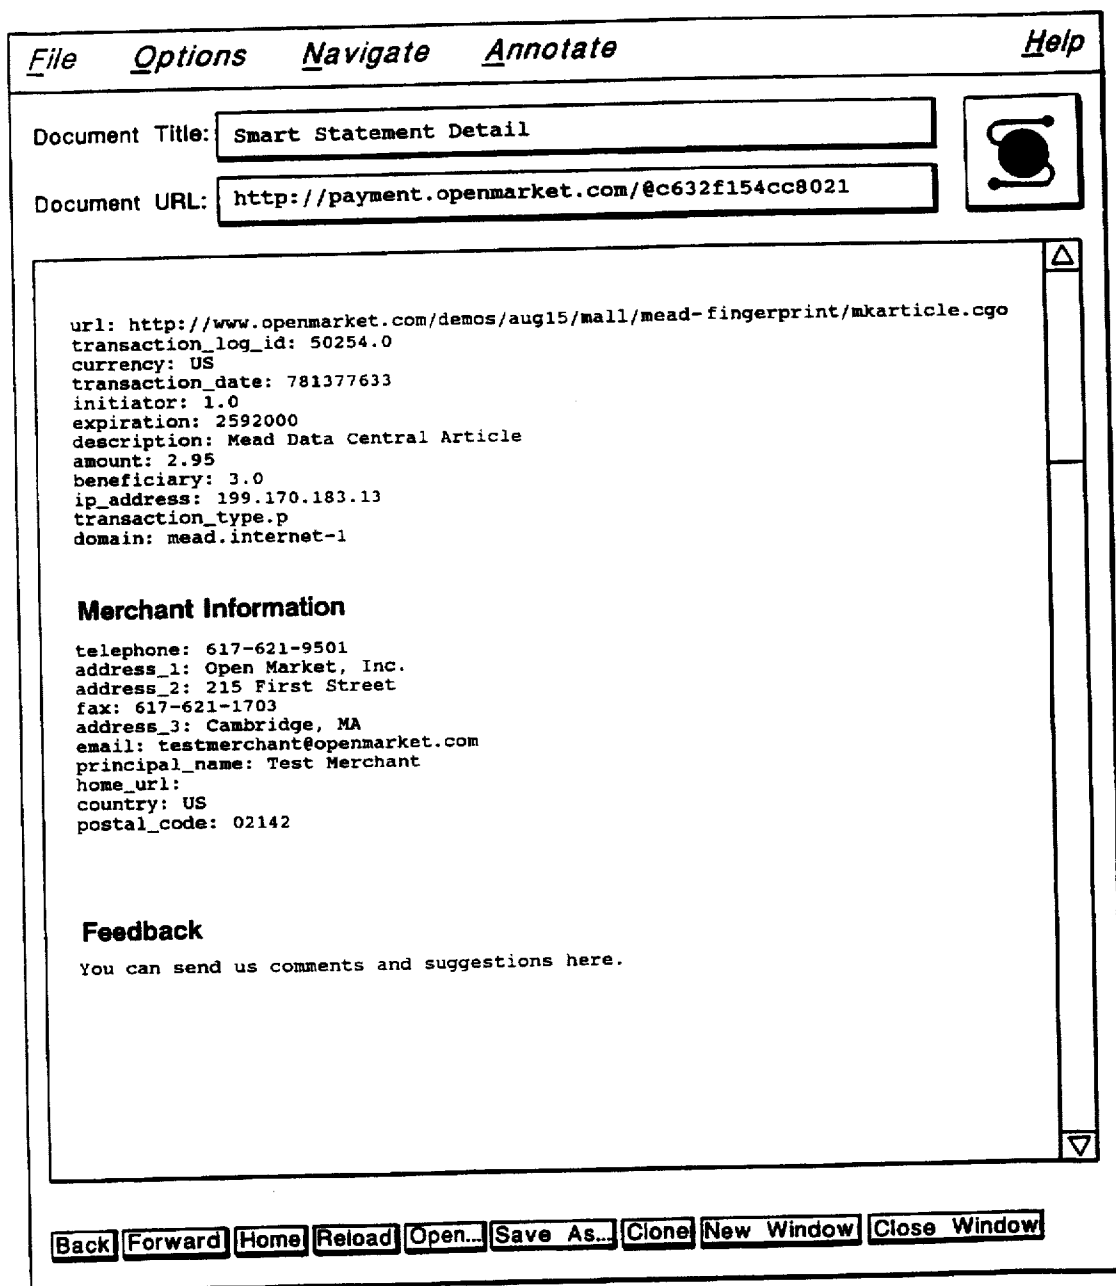 File Options Navigate Annotate Help
Document Title: Smart Statement Detail
Document URL: http://payment.openmarket.com/@c632f154cc8021
url: http://www.openmarket.com/demos/aug15/mall/mead-fingerprint/mkarticle.cgo
transaction_log_id: 50254.0
currency: US
transaction_date: 781377633
initiator: 1.0
expiration: 2592000
description: Mead Data Central Article
amount: 2.95
beneficiary: 3.0
ip_address: 199.170.183.13
transaction_type.p
domain: mead.internet-1
Merchant Information
telephone: 617-621-9501
address_1: Open Market, Inc.
address_2: 215 First Street
fax: 617-621-1703
address_3: Cambridge, MA
email: testmerchant@openmarket.com
principal_name: Test Merchant
home_url:
country: US
postal_code: 02142
Feedback
You can send us comments and suggestions here.
Back Forward Home Reload Open... Save As... Clone New Window Close Window